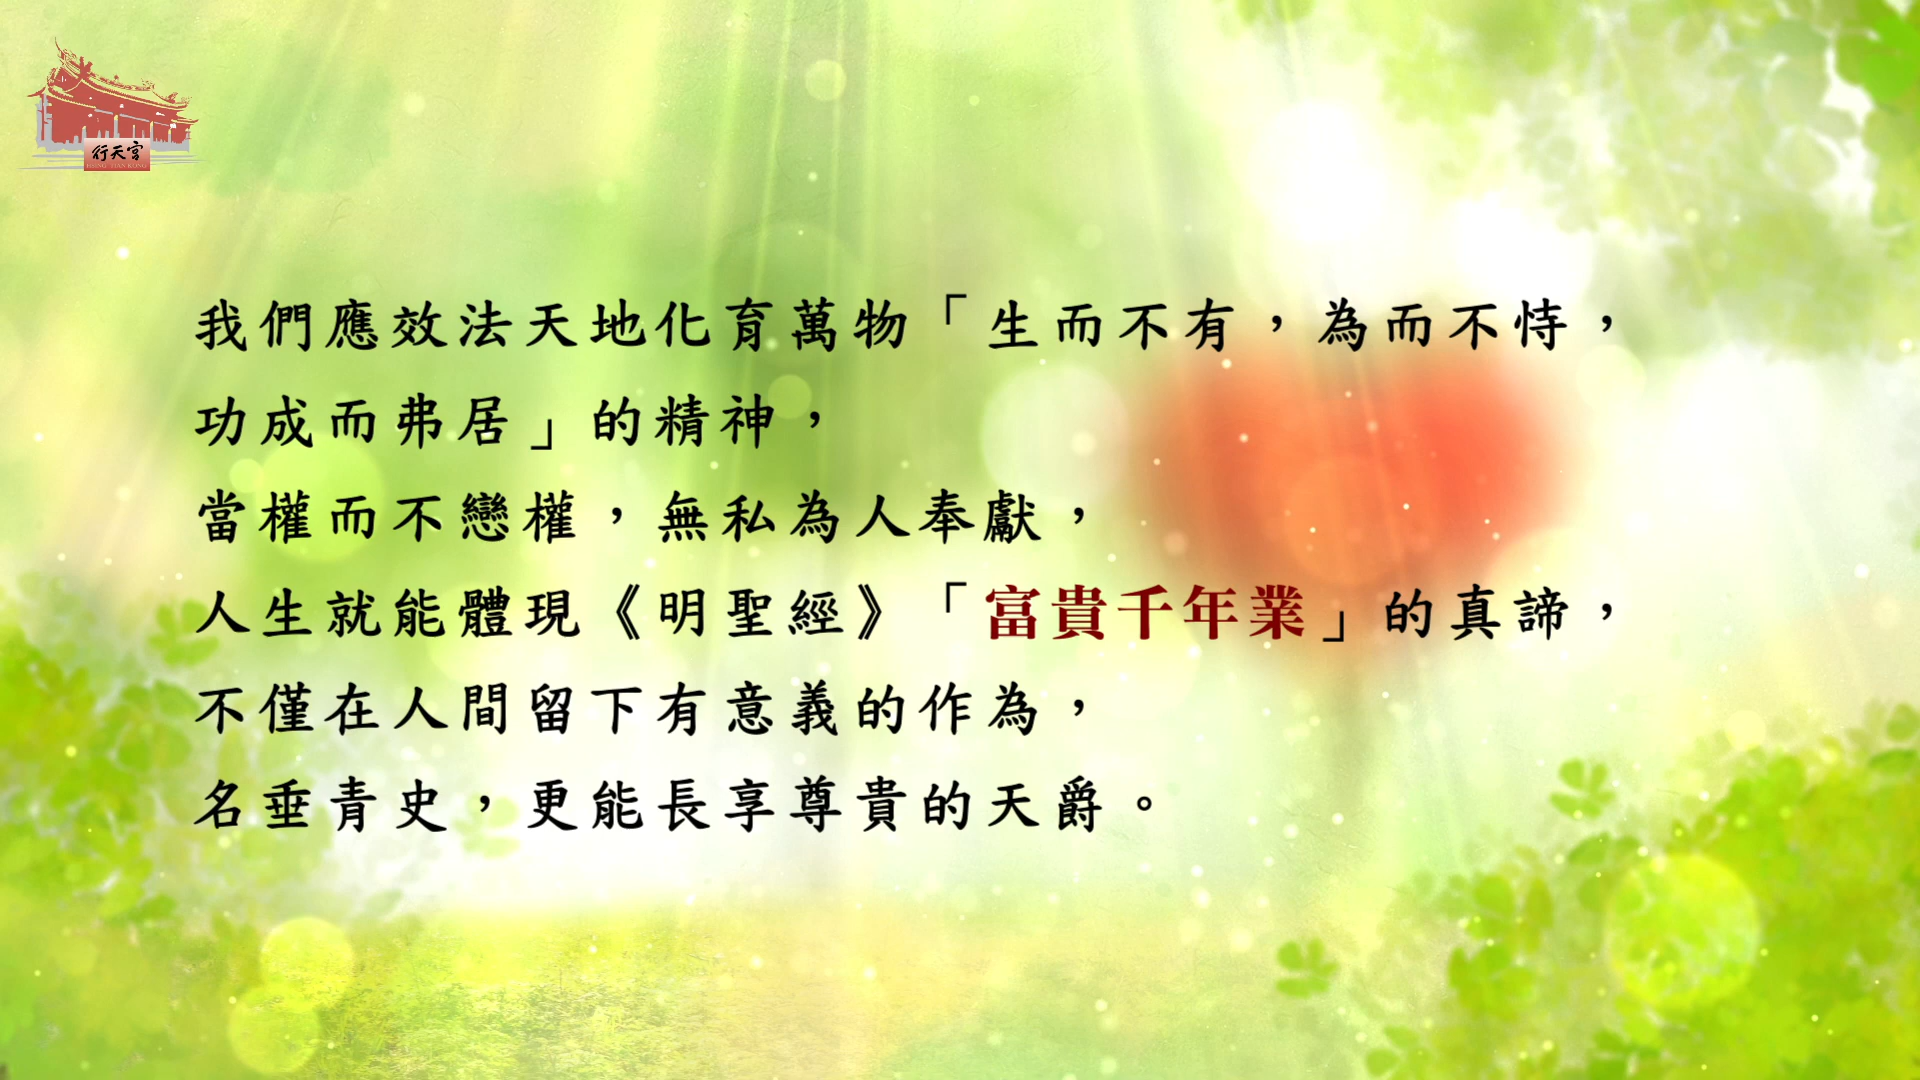 行天宮
HSING TIAN KONG
我們應效法天地化育萬物「生而不有，為而不恃，
功成而弗居」的精神，
當權而不戀權，無私為人奉獻，
人生就能體現《明聖經》「富貴千年業」的真諦，
不僅在人間留下有意義的作為，
名垂青史，更能長享尊貴的天爵。